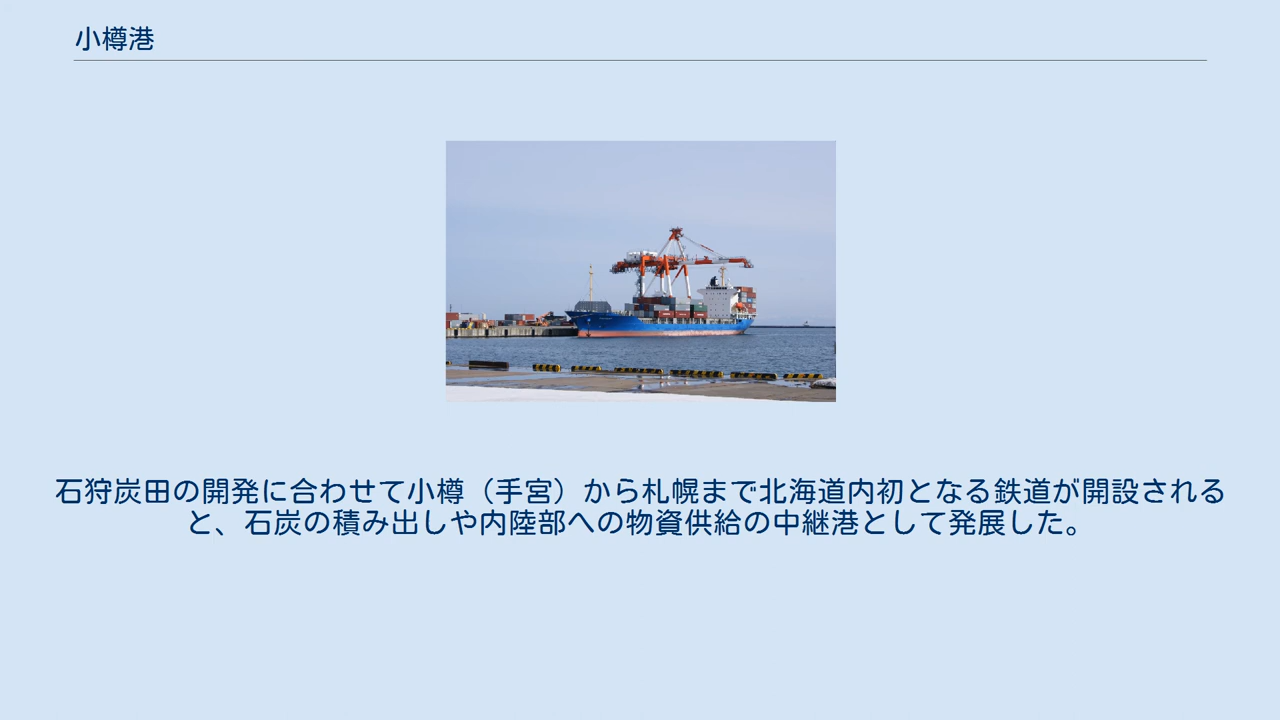 小樽港
石狩炭田の開発に合わせて小樽（手宮）から札幌まで北海道内初となる鉄道が開設される
と、石炭の積み出しや内陸部への物資供給の中継港として発展した。